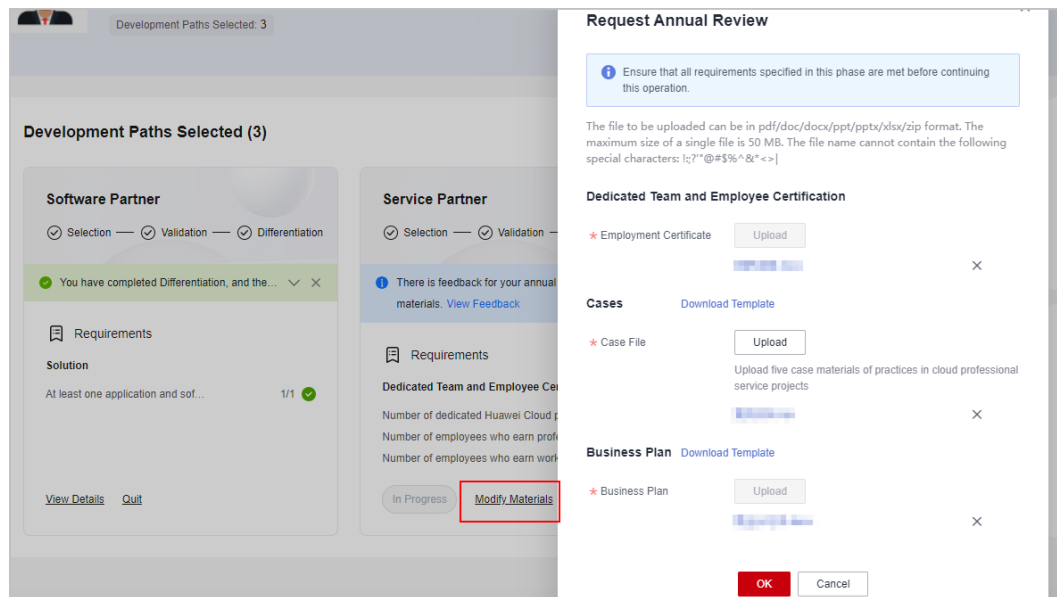 Development Paths Selected: 3
Development Paths Selected (3)
Software Partner
Selection
Validation
Differentiation
You have completed Differentiation, and the...
Requirements
Solution
At least one application and sof...
1/1
View Details
Quit
Service Partner
Selection
Validation
There is feedback for your annual
materials. View Feedback
Requirements
Dedicated Team and Employee Cer
Number of dedicated Huawei Cloud p
Number of employees who earn profe
Number of employees who earn work
In Progress
Modify Materials
Request Annual Review
Ensure that all requirements specified in this phase are met before continuing
this operation.
The file to be uploaded can be in pdf/doc/docx/ppt/pptx/xlsx/zip format. The
maximum size of a single file is 50 MB. The file name cannot contain the following
special characters: !:;?'"@#$%^&*<>|
Dedicated Team and Employee Certification
* Employment Certificate
Upload
Cases
Download Template
* Case File
Upload
Upload five case materials of practices in cloud professional
service projects
Business Plan
Download Template
* Business Plan
Upload
OK
Cancel